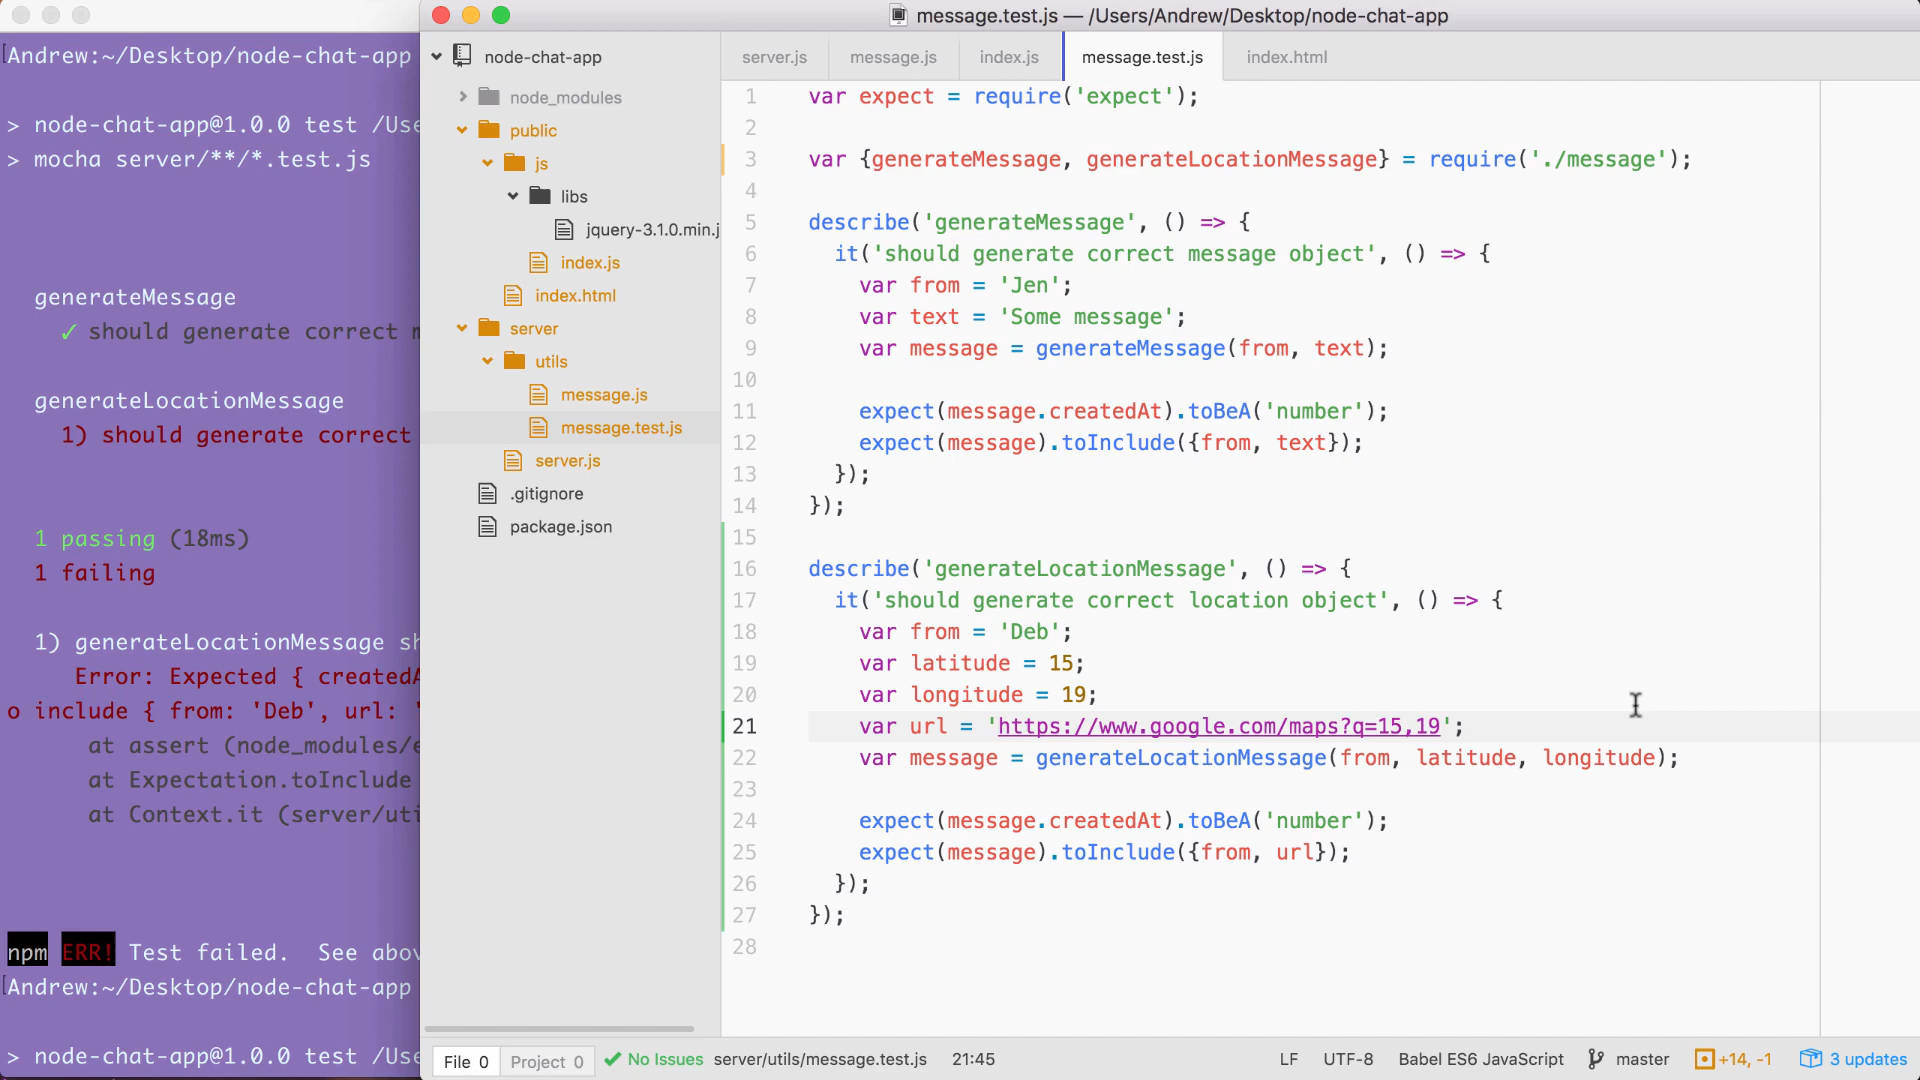 Andrew:~/Desktop/node-chat-app
> node-chat-app@1.0.0 test /Use
> mocha server/**/*.test.js
generateMessage
✓ should generate correct m
generateLocationMessage
1) should generate correct
1 passing (18ms)
1 failing
1) generateLocationMessage sh
Error: Expected { createdA
o include { from: 'Deb', url: '
at assert (node_modules/e
at Expectation.toInclude
at Context.it (server/uti
npm ERR! Test failed.  See abov
Andrew:~/Desktop/node-chat-app
> node-chat-app@1.0.0 test /Use
message.test.js — /Users/Andrew/Desktop/node-chat-app
node-chat-app
node_modules
public
js
libs
jquery-3.1.0.min.j
index.js
index.html
server
utils
message.js
message.test.js
server.js
.gitignore
package.json
server.js message.js index.js message.test.js index.html
1 var expect = require('expect');
2
3 var {generateMessage, generateLocationMessage} = require('./message');
4
5 describe('generateMessage', () => {
6 it('should generate correct message object', () => {
7 var from = 'Jen';
8 var text = 'Some message';
9 var message = generateMessage(from, text);
10
11 expect(message.createdAt).toBeA('number');
12 expect(message).toInclude({from, text});
13 });
14 });
15
16 describe('generateLocationMessage', () => {
17 it('should generate correct location object', () => {
18 var from = 'Deb';
19 var latitude = 15;
20 var longitude = 19;
21 var url = 'https://www.google.com/maps?q=15,19';
22 var message = generateLocationMessage(from, latitude, longitude);
23
24 expect(message.createdAt).toBeA('number');
25 expect(message).toInclude({from, url});
26 });
27 });
28
File 0 Project 0 No Issues server/utils/message.test.js 21:45 LF UTF-8 Babel ES6 JavaScript master +14, -1 3 updates